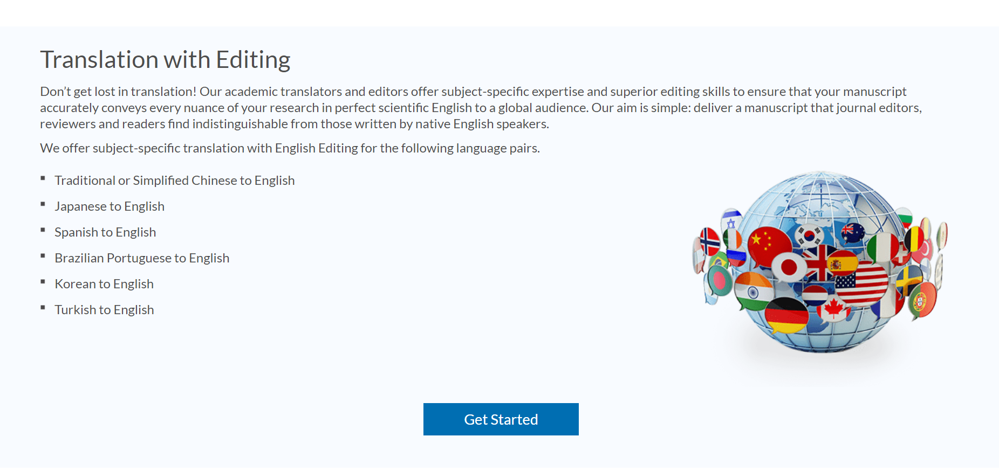 Translation with Editing
Don’t get lost in translation! Our academic translators and editors offer subject-specific expertise and superior editing skills to ensure that your manuscript
accurately conveys every nuance of your research in perfect scientific English to a global audience. Our aim is simple: deliver a manuscript that journal editors,
reviewers and readers find indistinguishable from those written by native English speakers.
We offer subject-specific translation with English Editing for the following language pairs.
Traditional or Simplified Chinese to English
Japanese to English
Spanish to English
Brazilian Portuguese to English
Korean to English
Turkish to English
Get Started